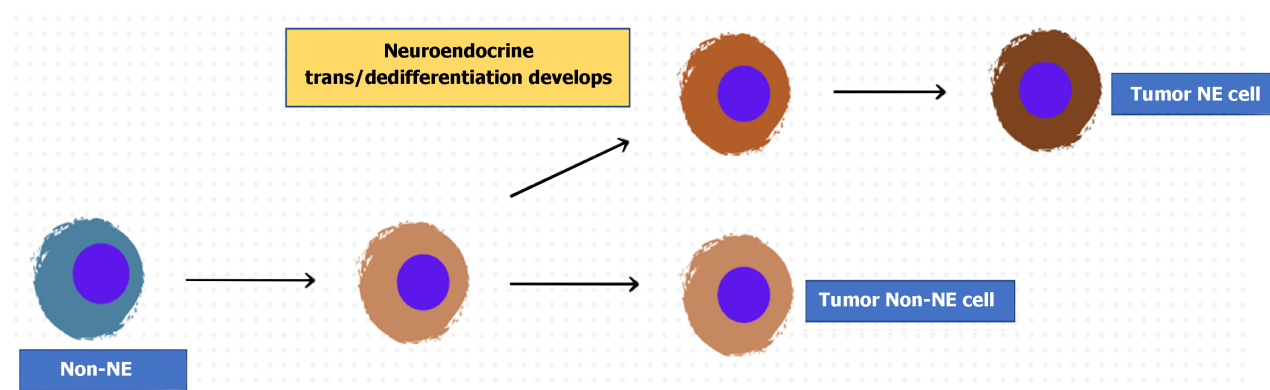 Neuroendocrine
trans/dedifferentiation develops
Tumor NE cell
Tumor Non-NE cell
Non-NE